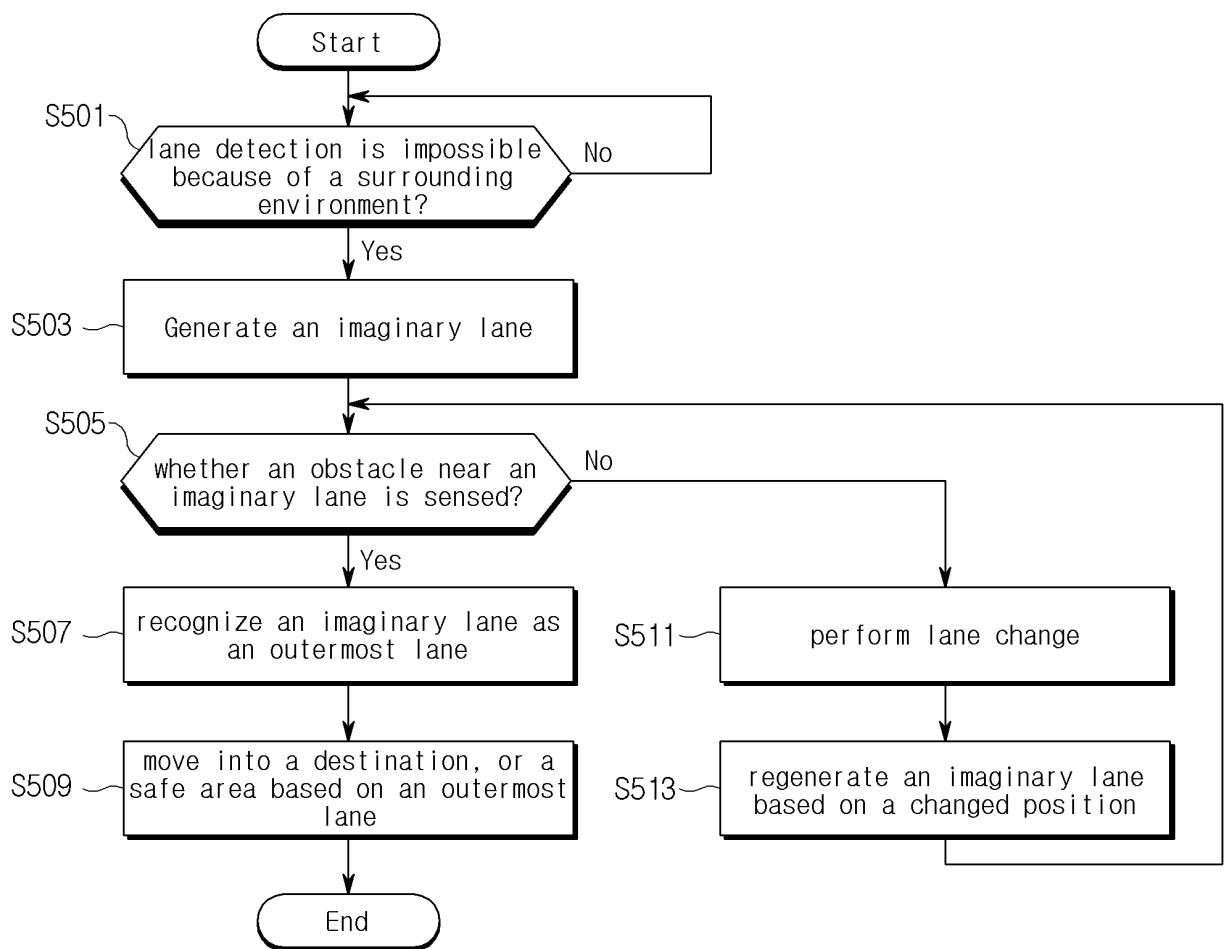 Start
S501
lane detection is impossible
because of a surrounding
environment?
No
Yes
S503
Generate an imaginary lane
S505
whether an obstacle near an
imaginary lane is sensed?
No
Yes
S507
recognize an imaginary lane as
an outermost lane
S511
perform lane change
S509
move into a destination, or a
safe area based on an outermost
lane
S513
regenerate an imaginary lane
based on a changed position
End